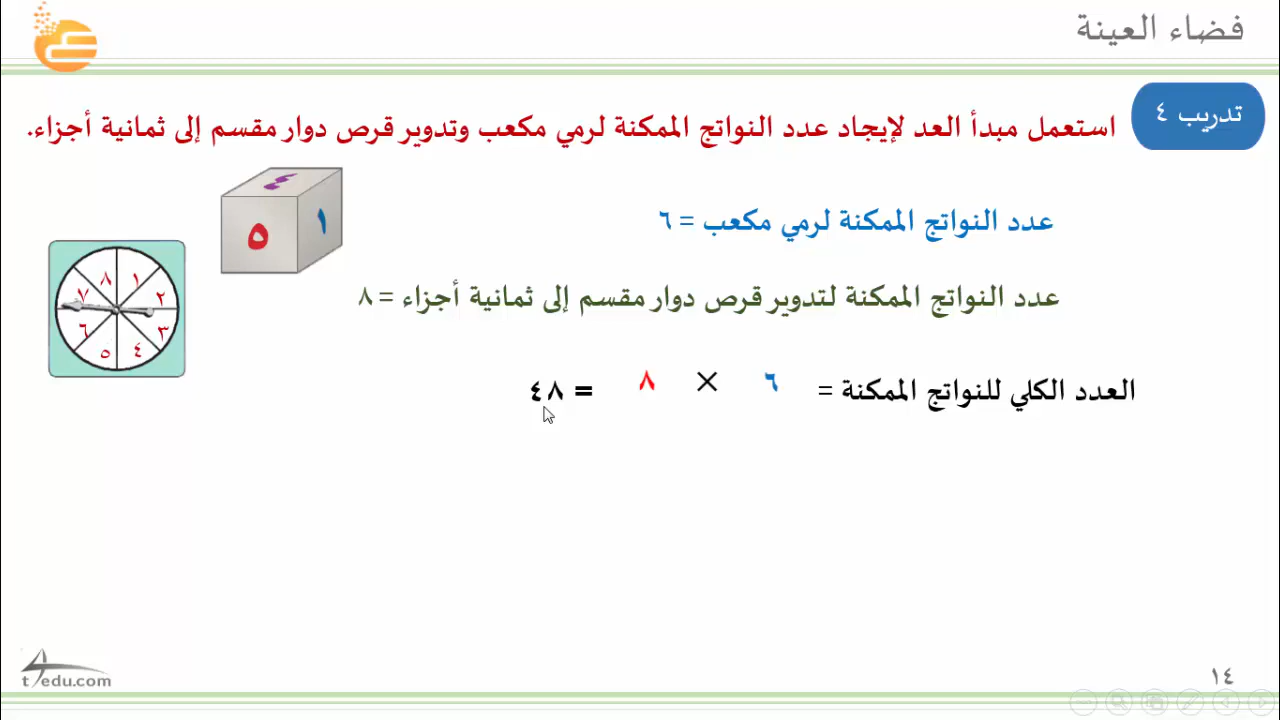 فضاء العينة
تدريب ٤
استعمل مبدأ العد لإيجاد عدد النواتج الممكنة لرمي مكعب وتدوير قرص دوار مقسم إلى ثمانية أجزاء.
عدد النواتج الممكنة لرمي مكعب = ٦
٥ ١
عدد النواتج الممكنة لتدوير قرص دوار مقسم إلى ثمانية أجزاء = ٨
١ ٢ ٣ ٤ ٥ ٦ ٧ ٨
العدد الكلي للنواتج الممكنة = ٦ × ٨ = ٤٨
t4edu.com
١٤